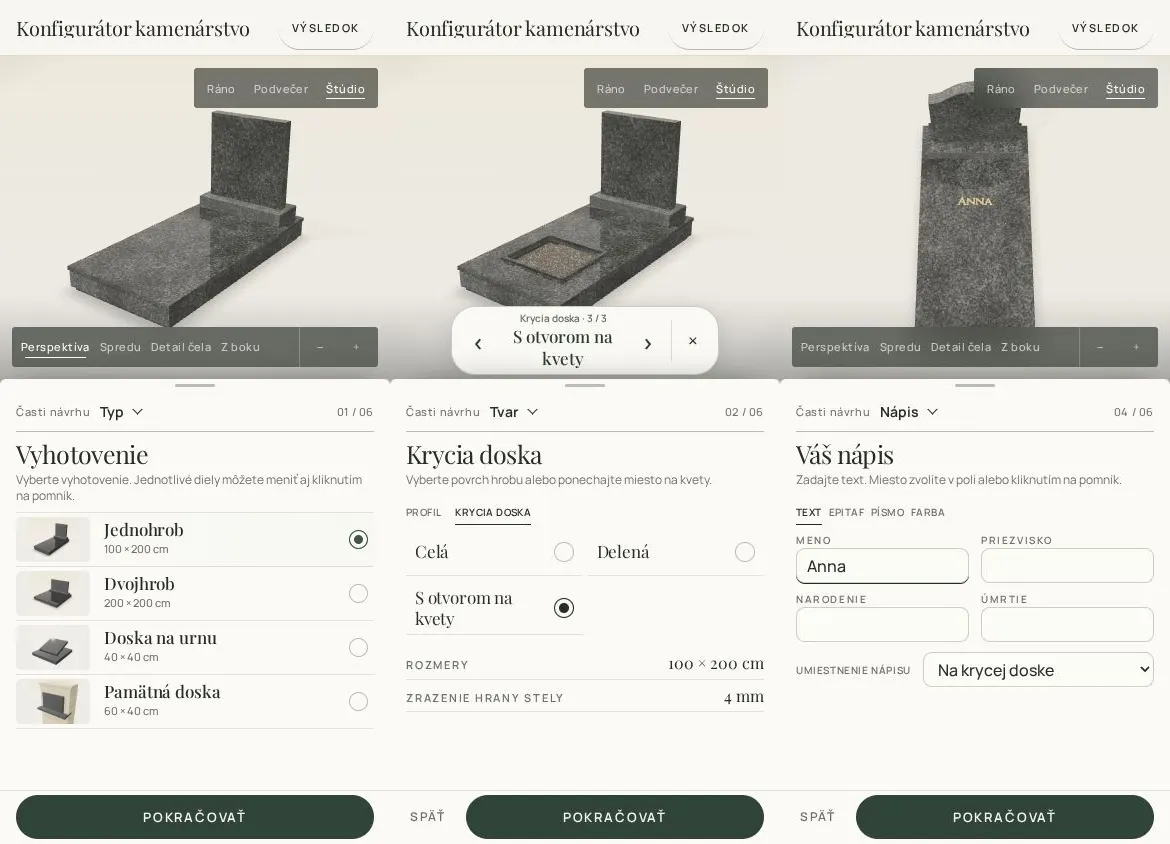 Konfigurátor kamenárstvo
VÝSLEDOK
Ráno Podvečer Štúdio
Perspektíva Spredu Detail čela Z boku − +
Časti návrhu Typ 01 / 06
Vyhotovenie
Vyberte vyhotovenie. Jednotlivé diely môžete meniť aj kliknutím
na pomník.
Jednohrob
100 × 200 cm
Dvojhrob
200 × 200 cm
Doska na urnu
40 × 40 cm
Pamätná doska
60 × 40 cm
POKRAČOVAŤ
Konfigurátor kamenárstvo
VÝSLEDOK
Ráno Podvečer Štúdio
Krycia doska · 3 / 3
‹ S otvorom na › ×
kvety
Časti návrhu Tvar 02 / 06
Krycia doska
Vyberte povrch hrobu alebo ponechajte miesto na kvety.
PROFIL KRYCIA DOSKA
Celá Delená
S otvorom na
kvety
ROZMERY 100 × 200 cm
ZRAZENIE HRANY STELY 4 mm
SPÄŤ POKRAČOVAŤ
Konfigurátor kamenárstvo
VÝSLEDOK
Ráno Podvečer Štúdio
ANNA
Perspektíva Spredu Detail čela Z boku − +
Časti návrhu Nápis 04 / 06
Váš nápis
Zadajte text. Miesto zvolíte v poli alebo kliknutím na pomník.
TEXT EPITAF PÍSMO FARBA
MENO PRIEZVISKO
Anna
NARODENIE ÚMRTIE
UMIESTNENIE NÁPISU Na krycej doske
SPÄŤ POKRAČOVAŤ